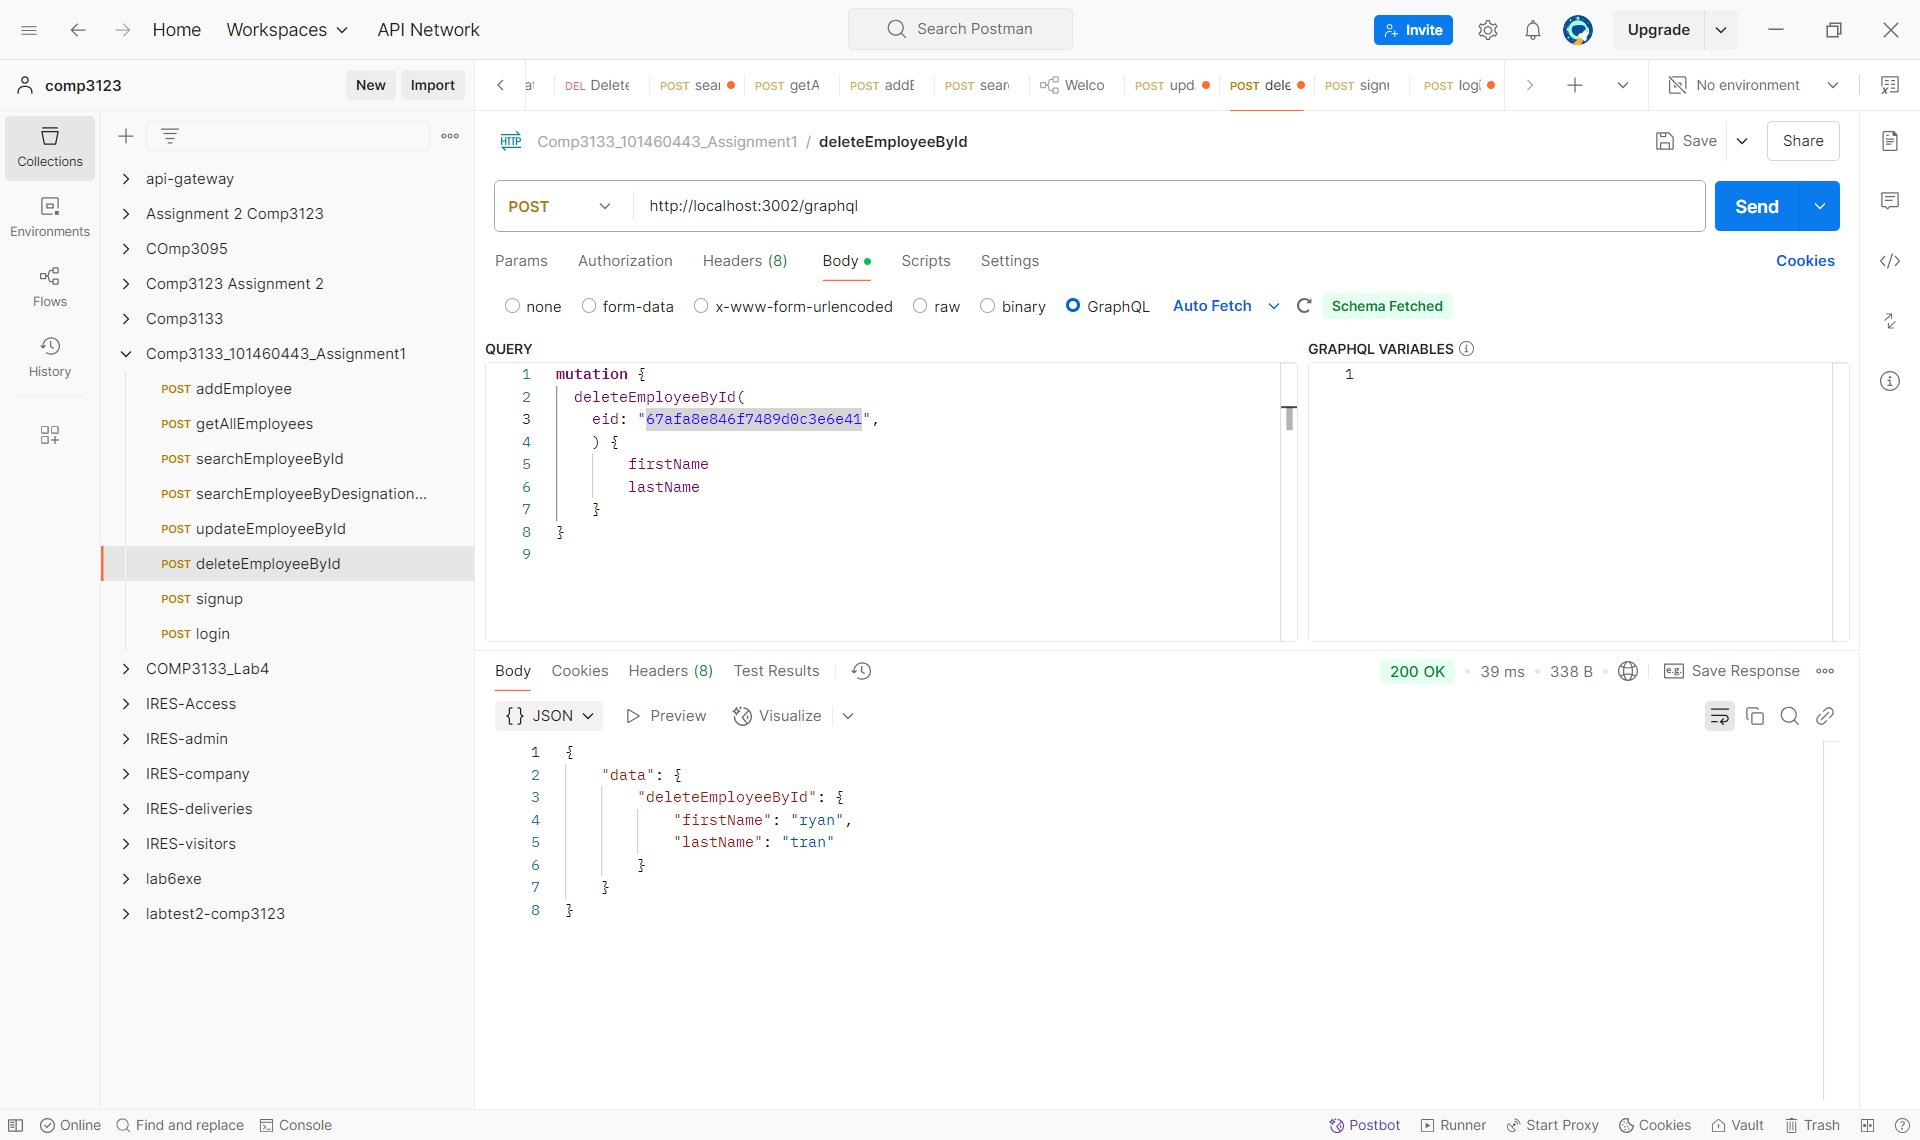 Home Workspaces API Network Search Postman Invite Upgrade
comp3123 New Import
DEL Delete POST sear POST getA POST addE POST sear Welco POST upd. POST dele POST signu POST logi No environment
Collections
Environments
Flows
History
api-gateway
Assignment 2 Comp3123
COmp3095
Comp3123 Assignment 2
Comp3133
Comp3133_101460443_Assignment1
POST addEmployee
POST getAllEmployees
POST searchEmployeeById
POST searchEmployeeByDesignation...
POST updateEmployeeById
POST deleteEmployeeById
POST signup
POST login
COMP3133_Lab4
IRES-Access
IRES-admin
IRES-company
IRES-deliveries
IRES-visitors
lab6exe
labtest2-comp3123
HTTP Comp3133_101460443_Assignment1 / deleteEmployeeById Save Share
POST http://localhost:3002/graphql Send
Params Authorization Headers (8) Body Scripts Settings Cookies
none form-data x-www-form-urlencoded raw binary GraphQL Auto Fetch Schema Fetched
QUERY
1 mutation {
2 deleteEmployeeById(
3 eid: "67afa8e846f7489d0c3e6e41",
4 ) {
5 firstName
6 lastName
7 }
8 }
9
GRAPHQL VARIABLES
1
Body Cookies Headers (8) Test Results 200 OK 39 ms 338 B e.g. Save Response
{} JSON Preview Visualize
1 {
2 "data": {
3 "deleteEmployeeById": {
4 "firstName": "ryan",
5 "lastName": "tran"
6 }
7 }
8 }
Online Find and replace Console Postbot Runner Start Proxy Cookies Vault Trash